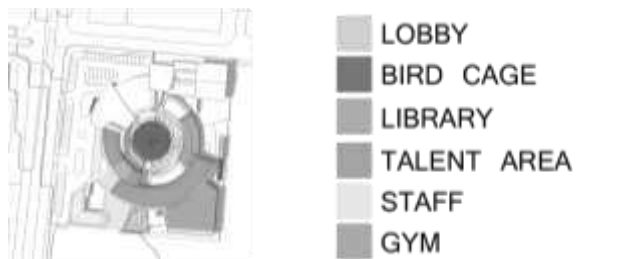 LOBBY
BIRD CAGE
LIBRARY
TALENT AREA
STAFF
GYM